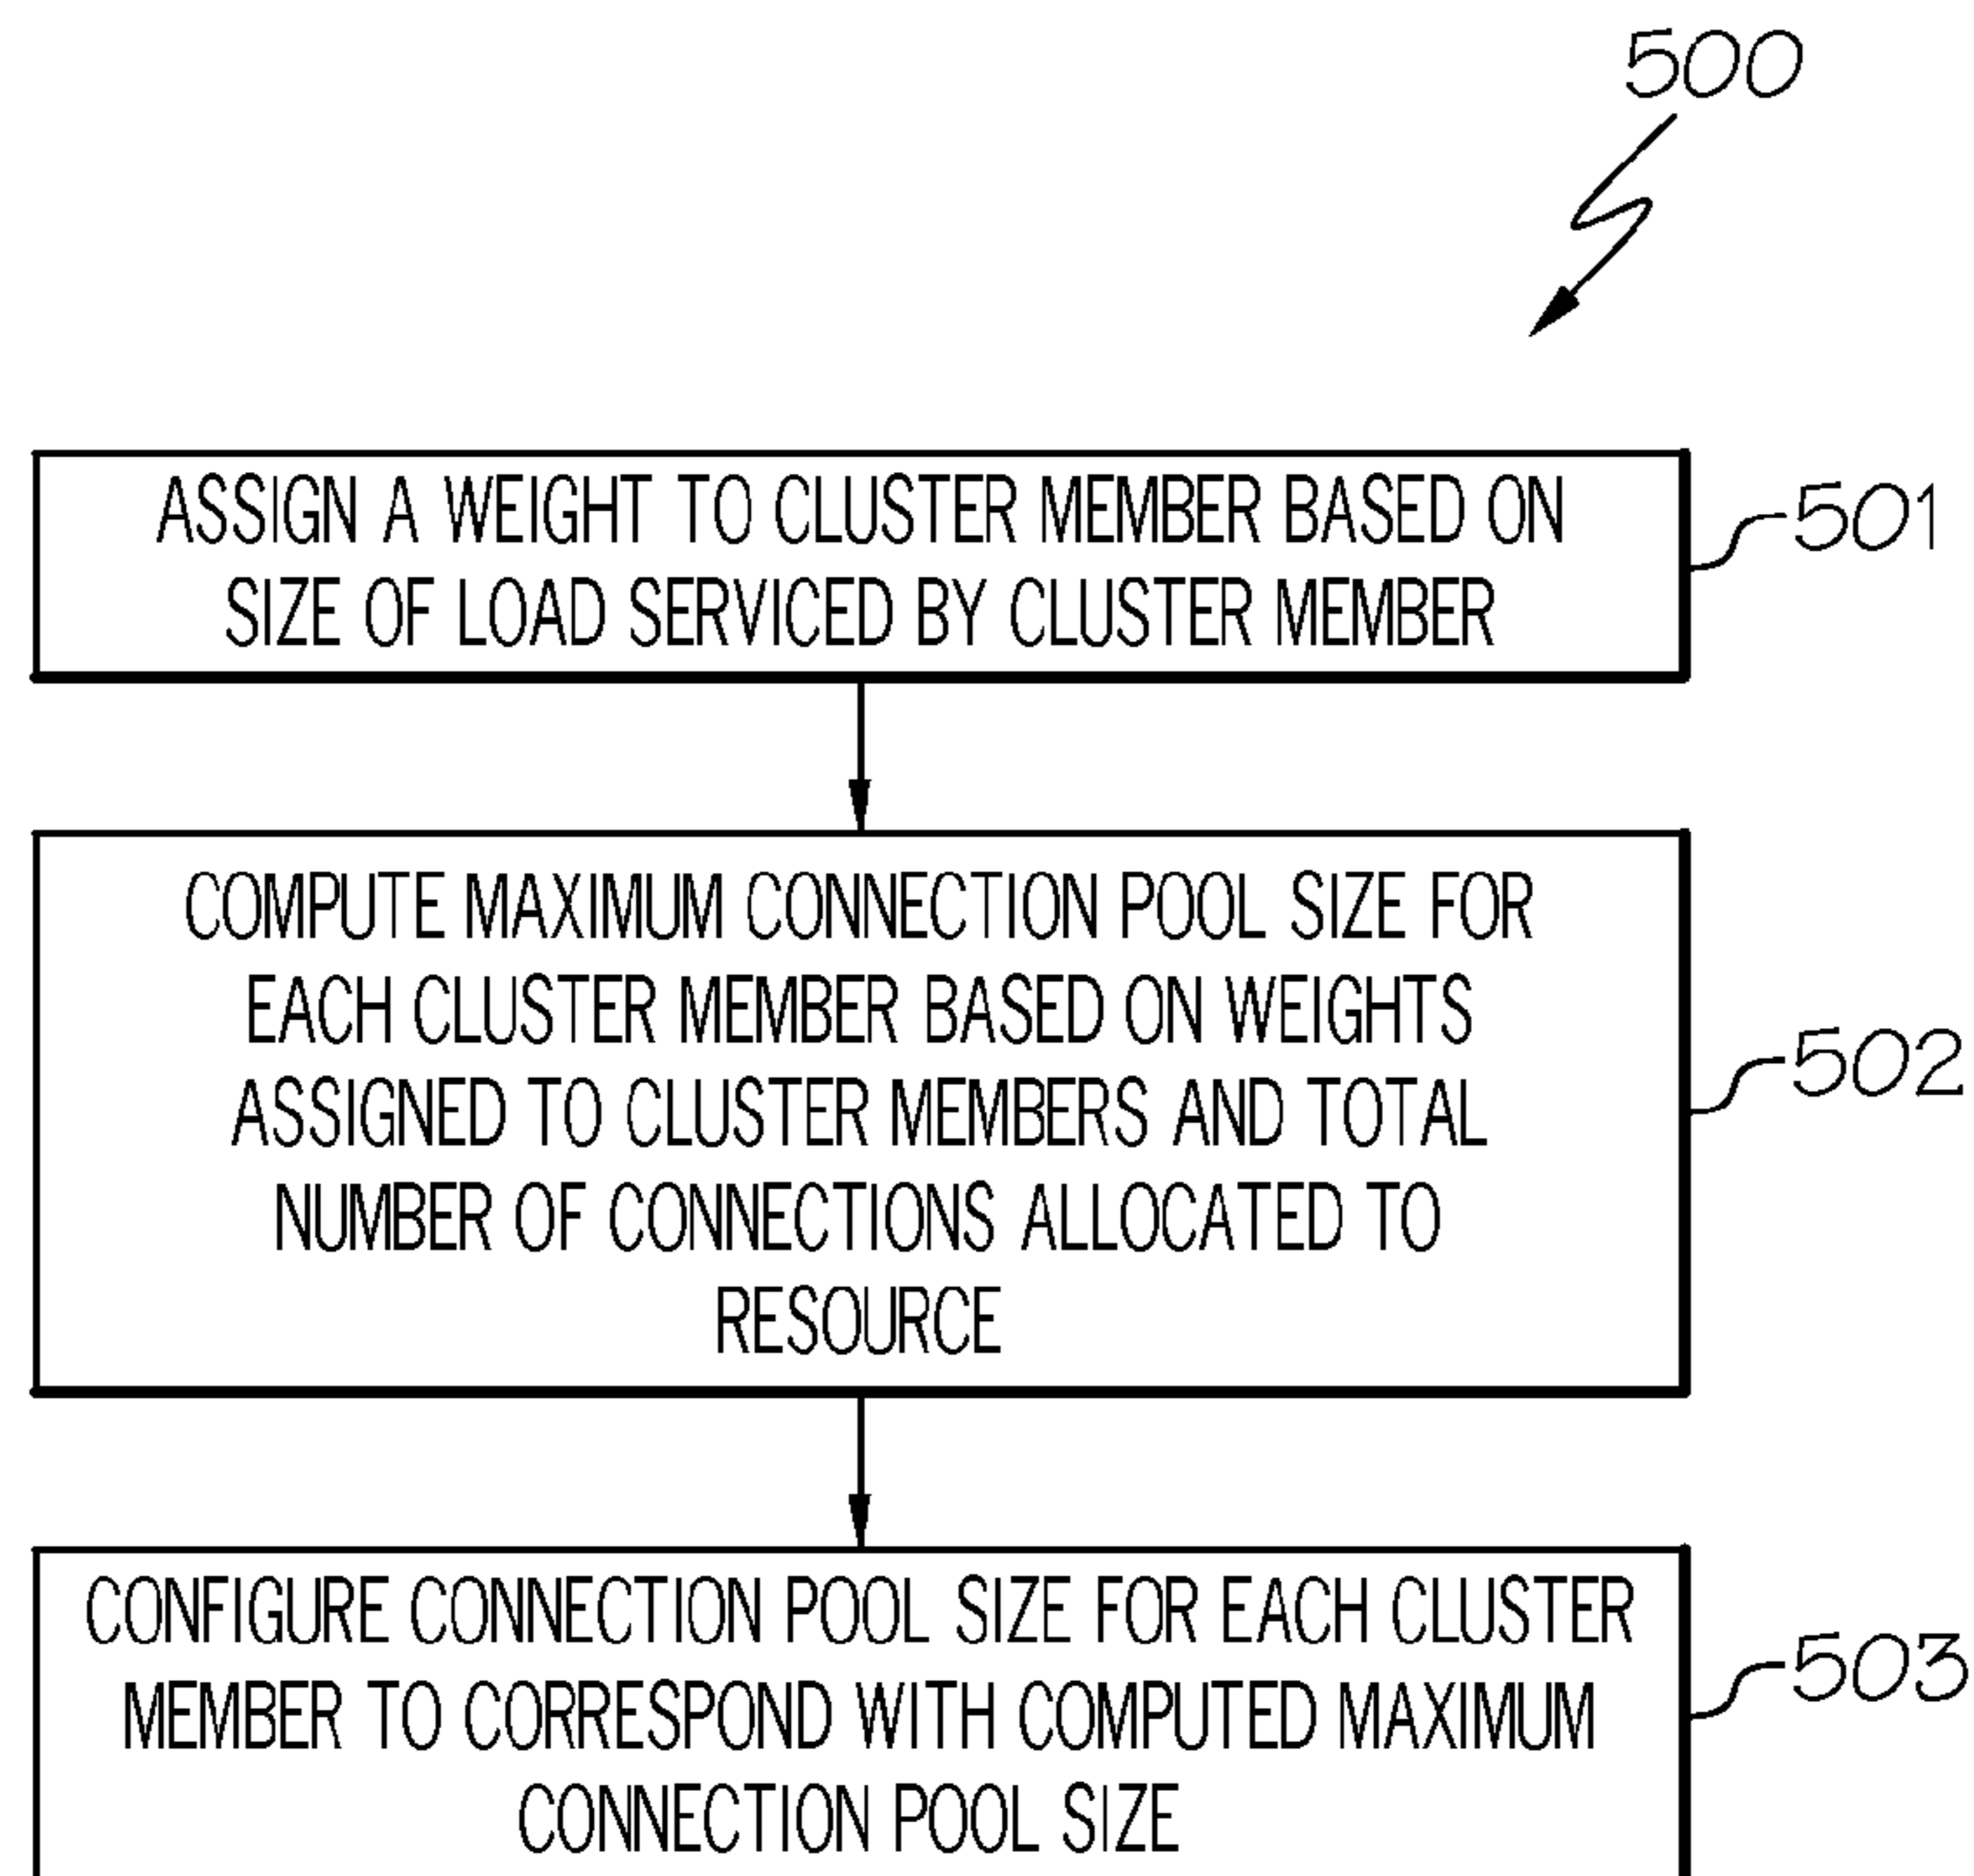 500
ASSIGN A WEIGHT TO CLUSTER MEMBER BASED ON
SIZE OF LOAD SERVICED BY CLUSTER MEMBER
501
COMPUTE MAXIMUM CONNECTION POOL SIZE FOR
EACH CLUSTER MEMBER BASED ON WEIGHTS
ASSIGNED TO CLUSTER MEMBERS AND TOTAL
NUMBER OF CONNECTIONS ALLOCATED TO
RESOURCE
502
CONFIGURE CONNECTION POOL SIZE FOR EACH CLUSTER
MEMBER TO CORRESPOND WITH COMPUTED MAXIMUM
CONNECTION POOL SIZE
503